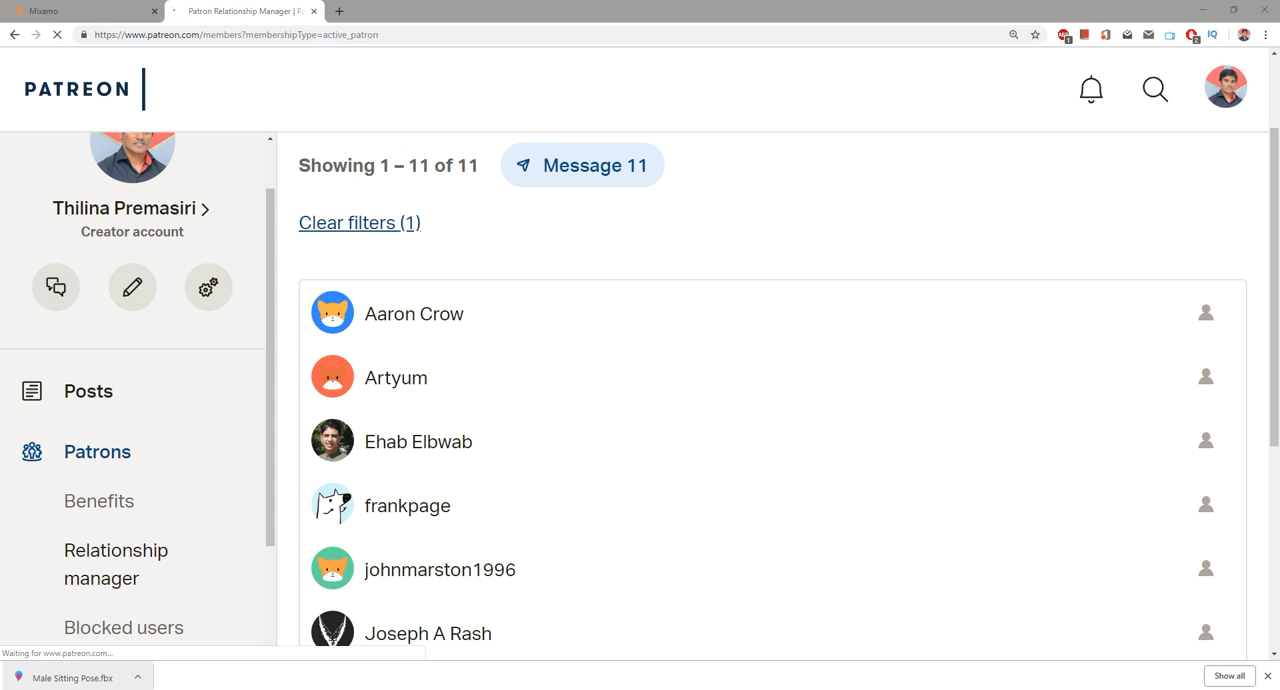 Mixamo
Patron Relationship Manager | Pa
https://www.patreon.com/members?membershipType=active_patron
PATREON
Showing 1 – 11 of 11
Message 11
Thilina Premasiri
Creator account
Clear filters (1)
Aaron Crow
Artyum
Posts
Ehab Elbwab
Patrons
Benefits
frankpage
Relationship
manager
johnmarston1996
Blocked users
Joseph A Rash
Waiting for www.patreon.com...
Male Sitting Pose.fbx
Show all